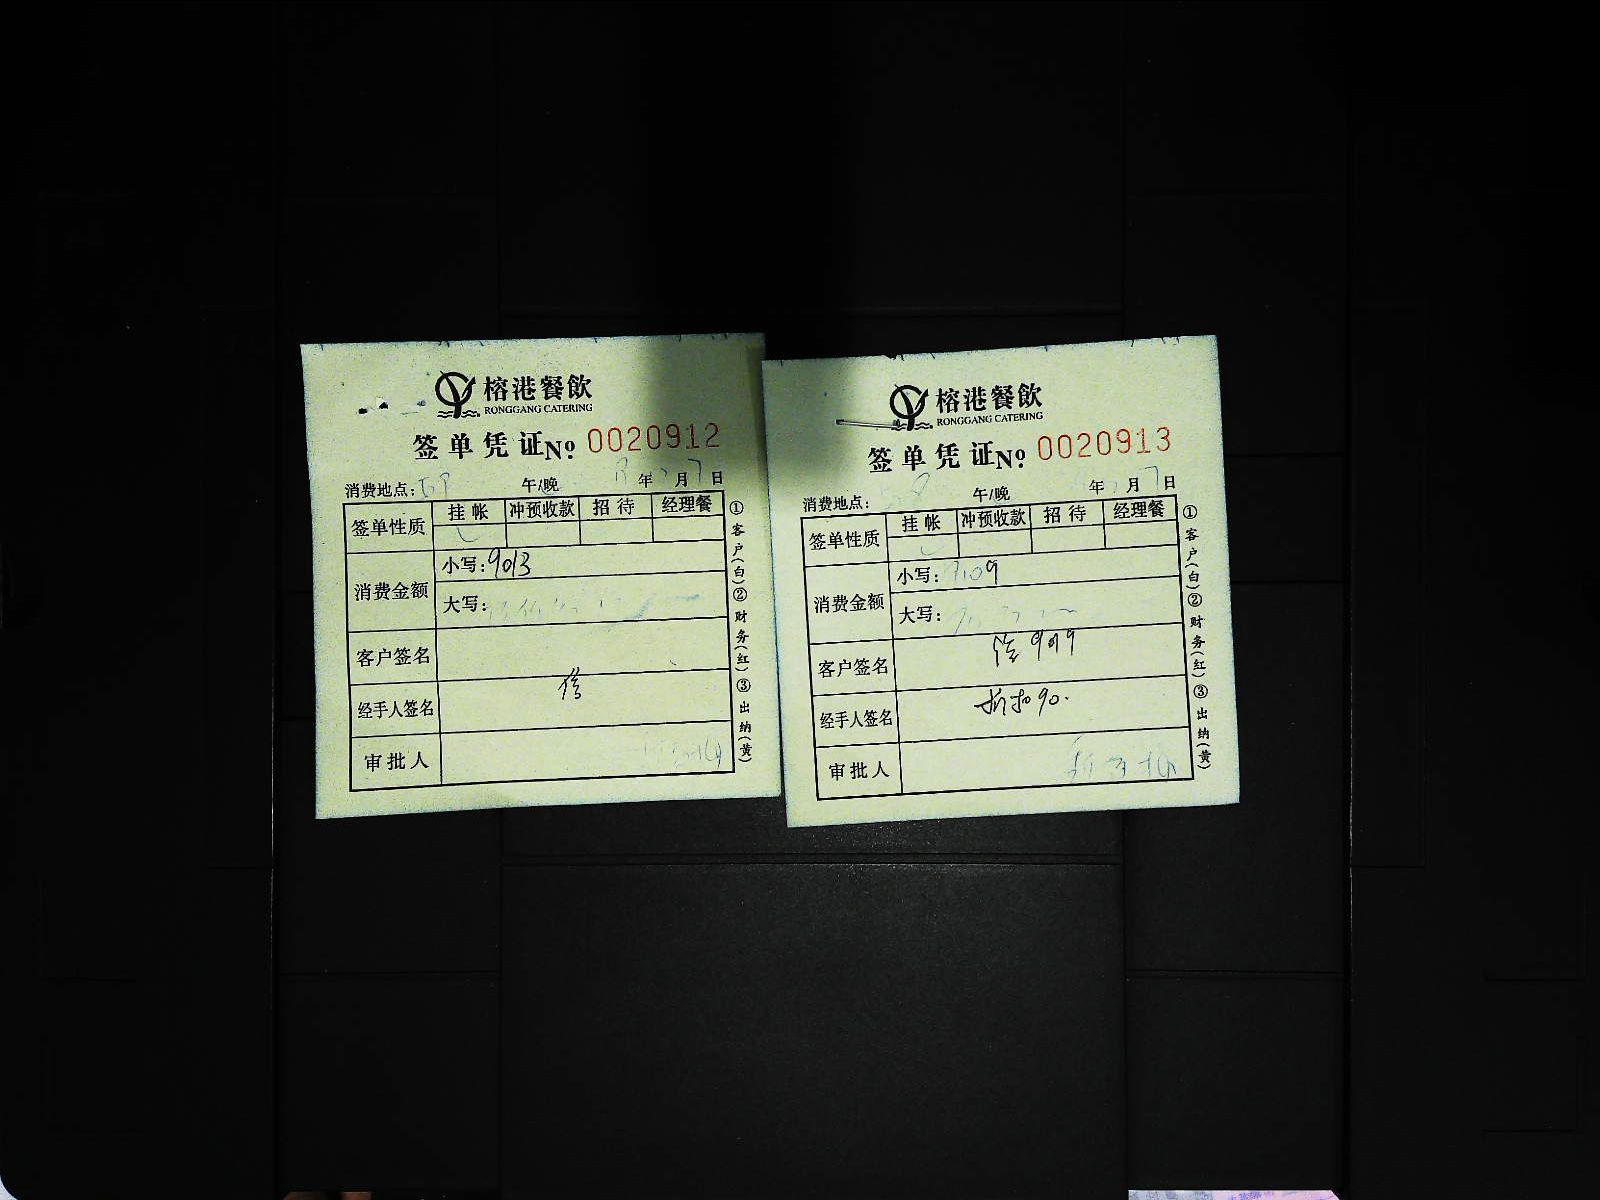 榕港餐飲
RONGGANG CATERING
签单凭证No. 0020912
消费地点: 午/晚 年 月 7 日
签单性质 挂帐 冲预收款 招待 经理餐
消费金额 小写: 9013
大写:
客户签名
经手人签名
审批人
①客户(白)②财务(红)③出纳(黄)
榕港餐飲
RONGGANG CATERING
签单凭证No. 0020913
消费地点: 午/晚 年 月 7 日
签单性质 挂帐 冲预收款 招待 经理餐
消费金额 小写:
大写:
客户签名
经手人签名 折扣90.
审批人
①客户(白)②财务(红)③出纳(黄)